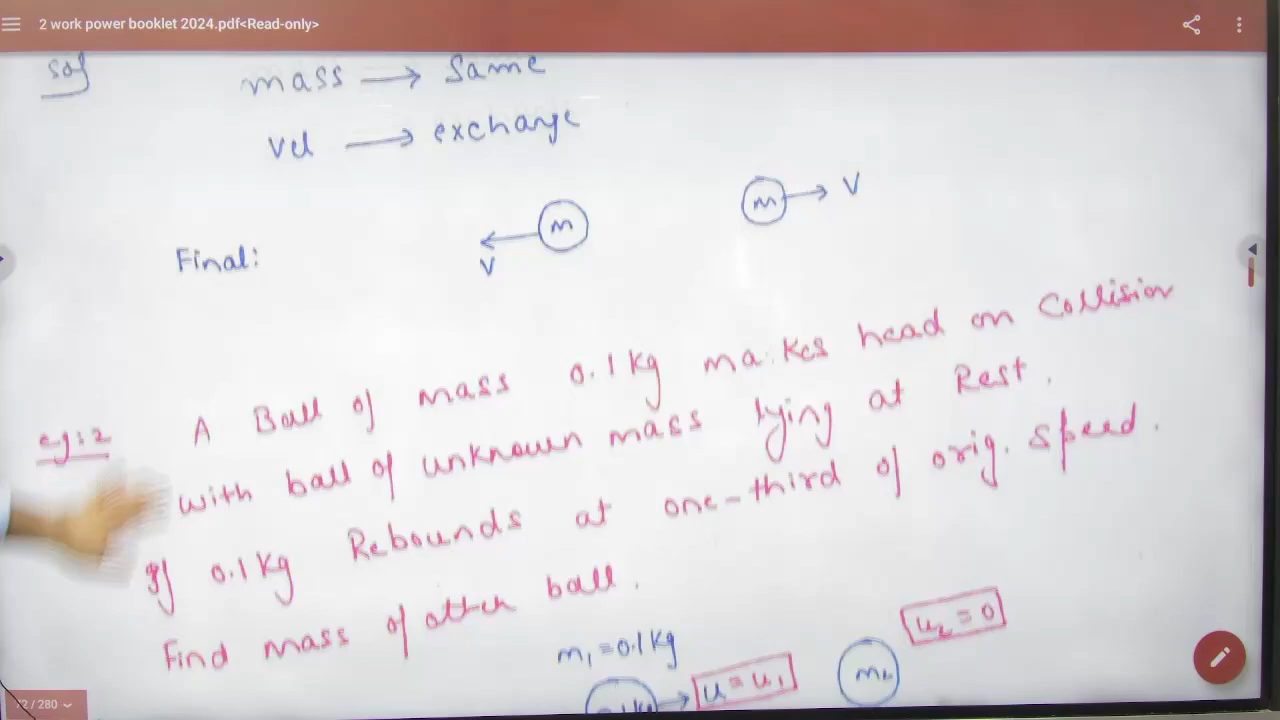 2 work power booklet 2024.pdf<Read-only>
Sol
mass → Same
Vel → exchange
m → V
m
V
Final:
eg:2 A Ball of mass 0.1 kg makes head on Collision
with ball of unknown mass lying at Rest.
If 0.1 kg Rebounds at one-third of orig. speed.
Find mass of other ball.
u₂ = 0
m₁ = 0.1 kg
u = u₁
m₂
72 / 280